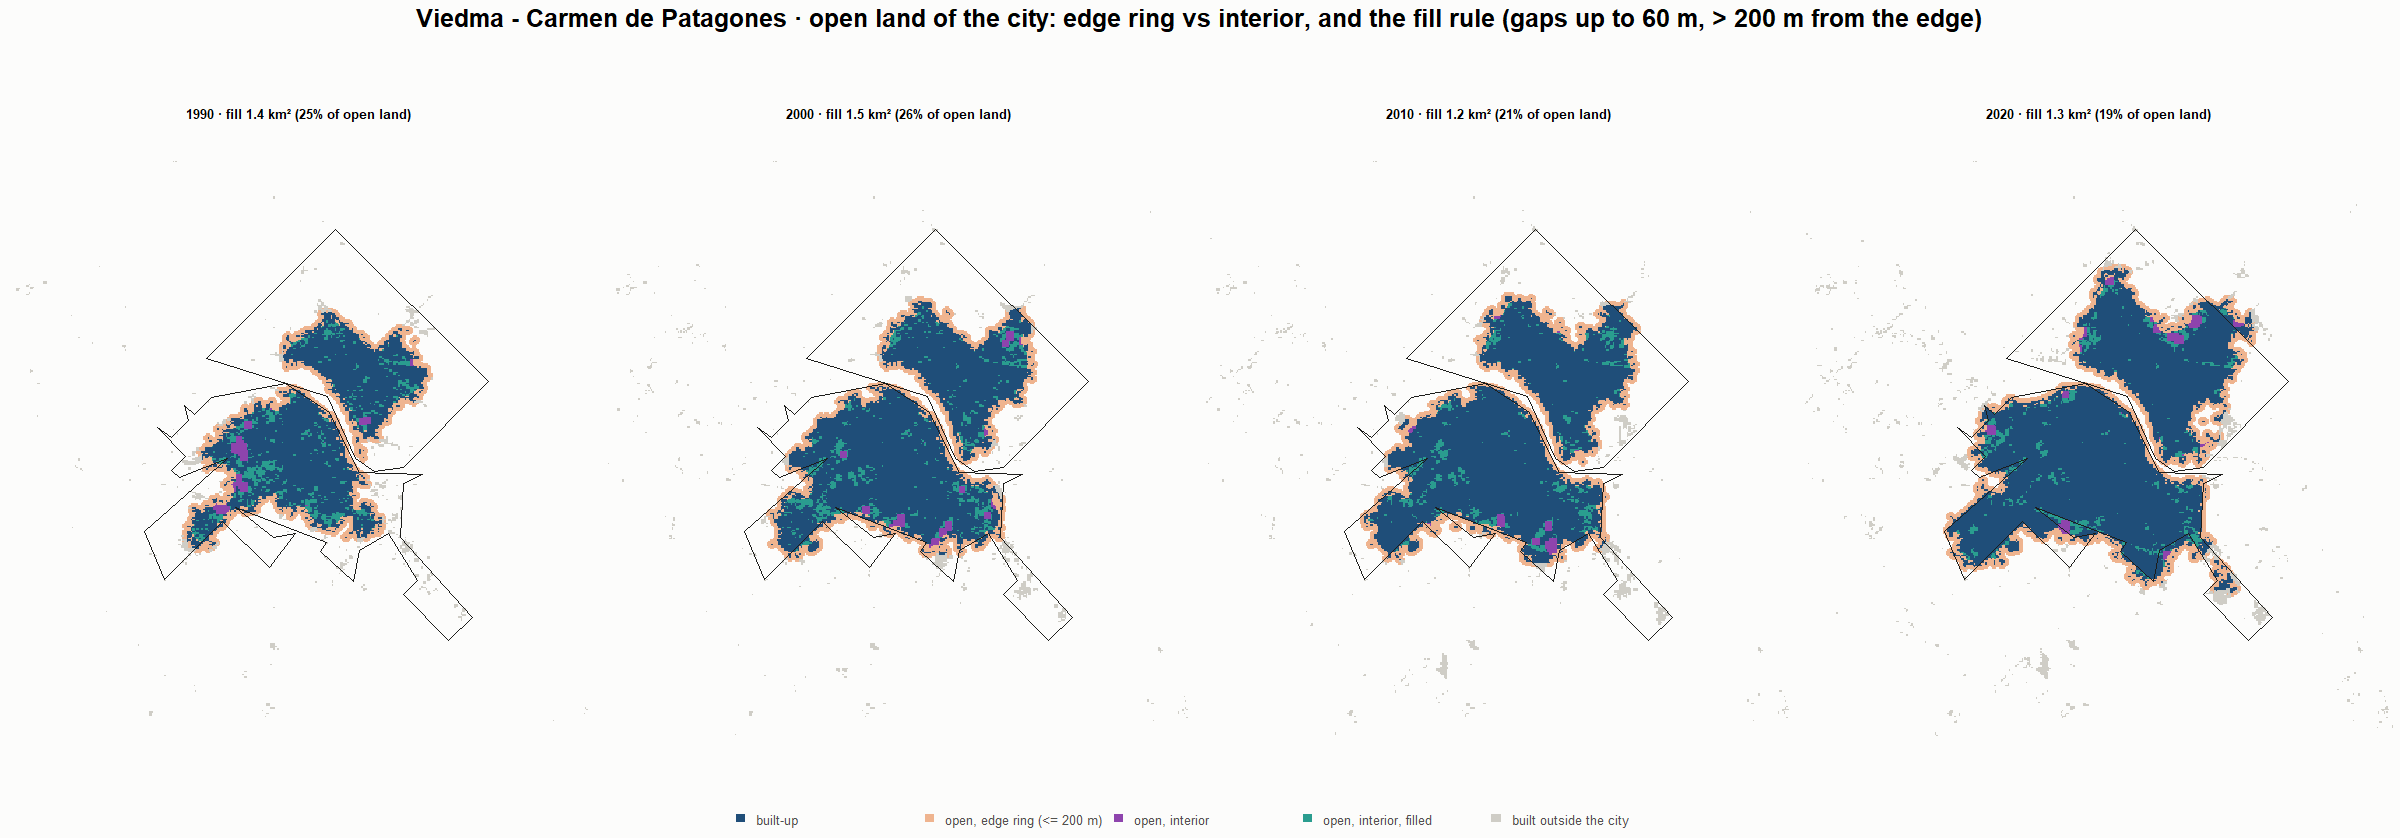 Viedma - Carmen de Patagones · open land of the city: edge ring vs interior, and the fill rule (gaps up to 60 m, > 200 m from the edge)
1990 · fill 1.4 km² (25% of open land)
2000 · fill 1.5 km² (26% of open land)
2010 · fill 1.2 km² (21% of open land)
2020 · fill 1.3 km² (19% of open land)
built-up
open, edge ring (<= 200 m)
open, interior
open, interior, filled
built outside the city